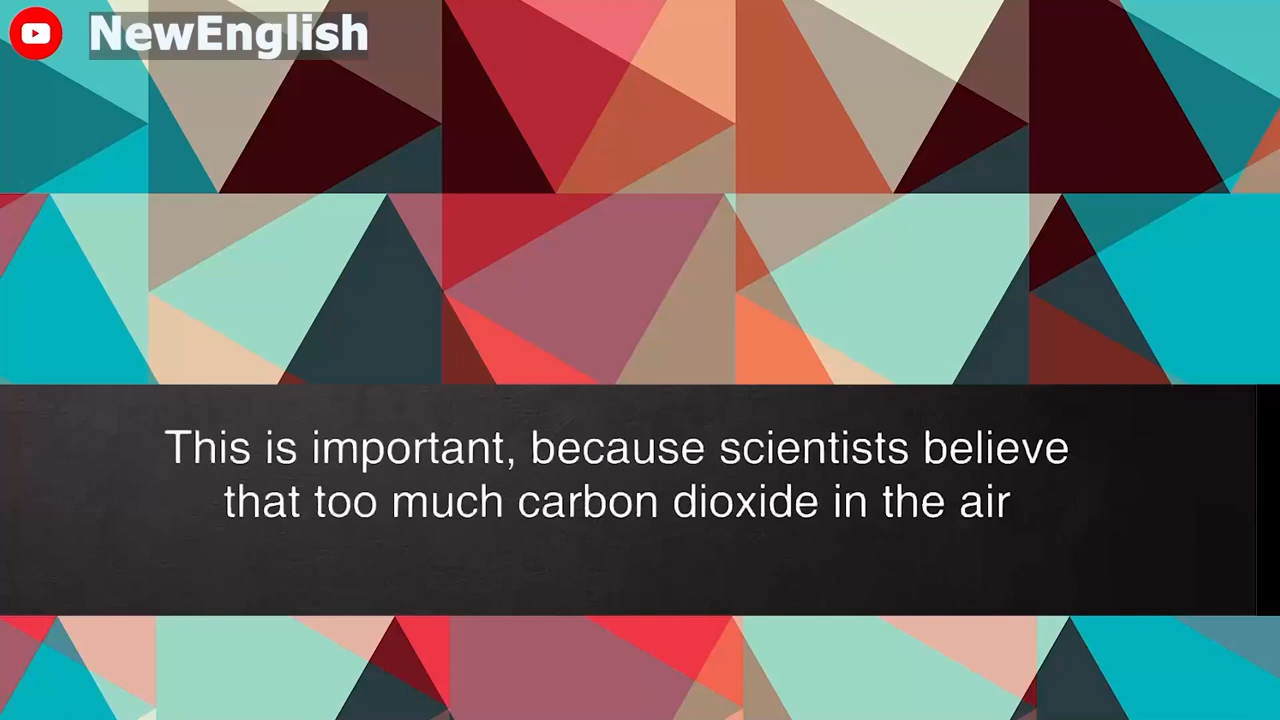 NewEnglish
This is important, because scientists believe
that too much carbon dioxide in the air